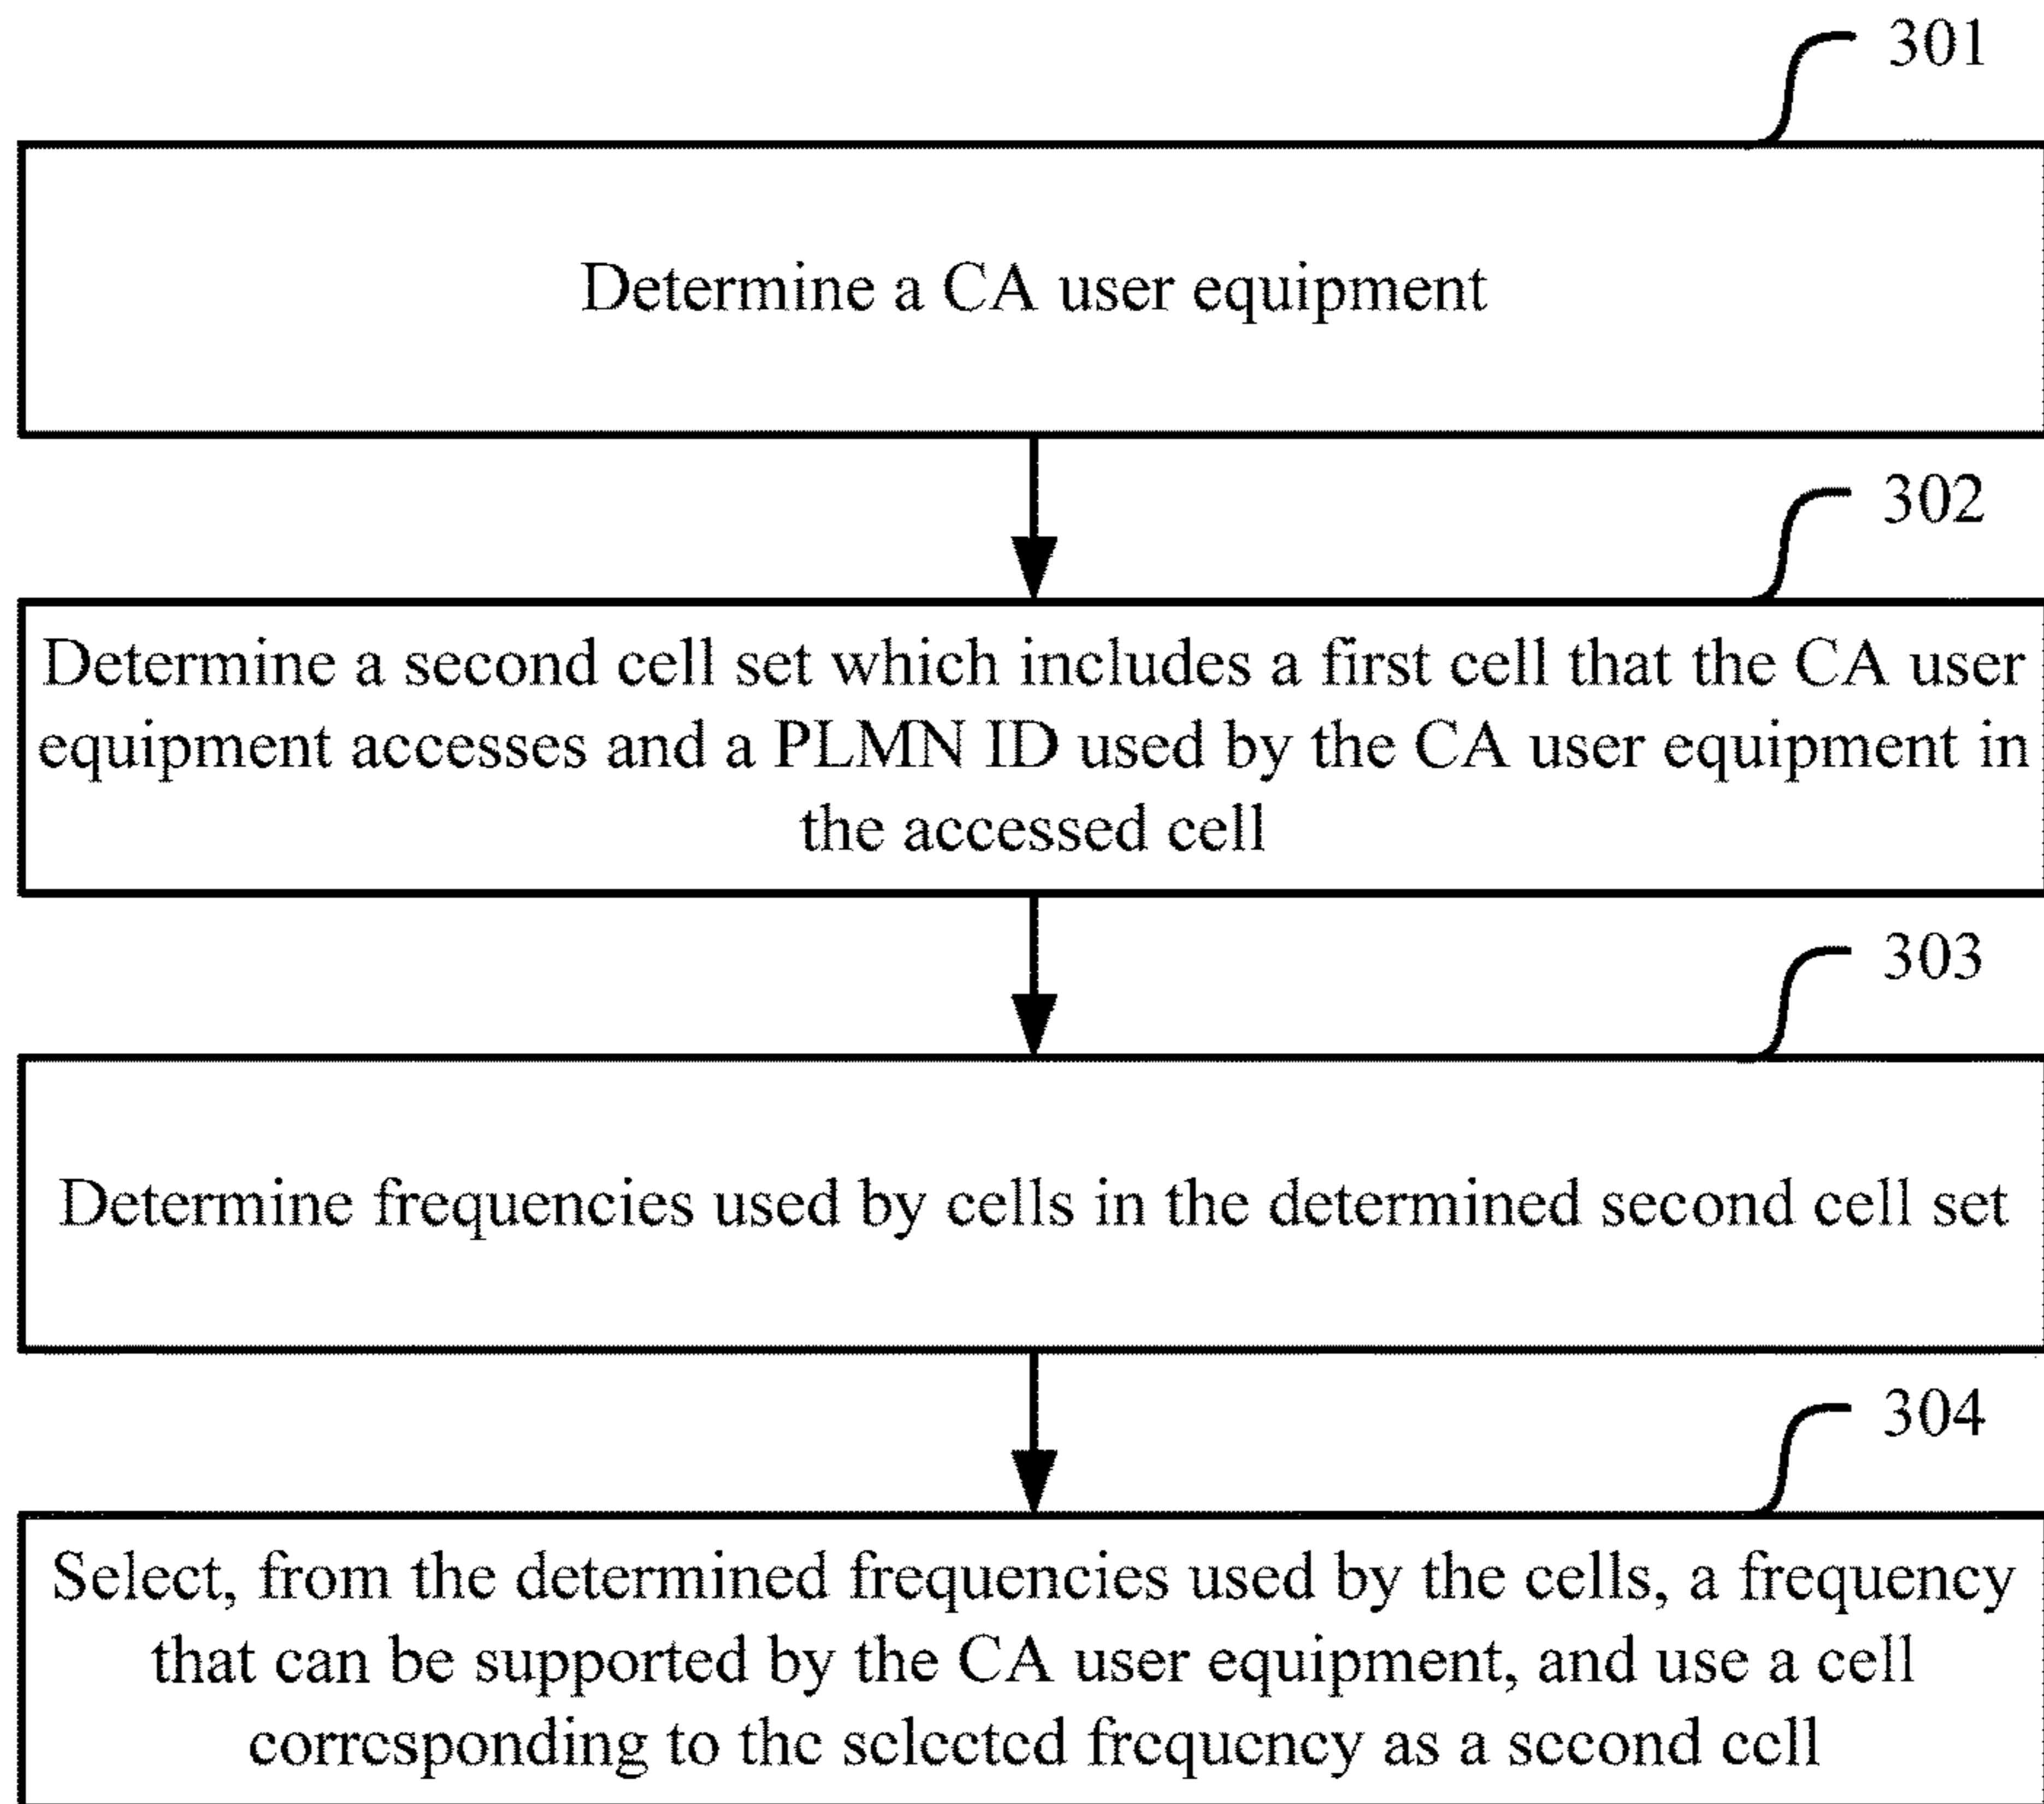 301
Determine a CA user equipment
302
Determine a second cell set which includes a first cell that the CA user
equipment accesses and a PLMN ID used by the CA user equipment in
the accessed cell
303
Determine frequencies used by cells in the determined second cell set
304
Select, from the determined frequencies used by the cells, a frequency
that can be supported by the CA user equipment, and use a cell
corresponding to the selected frequency as a second cell